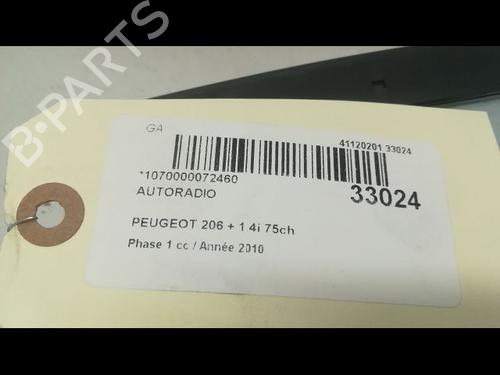 B-PARTS
GA
41120201 33024
*1070000072460
33024
AUTORADIO
PEUGEOT 206 + 1 4i 75ch
Phase 1 cc / Année 2010